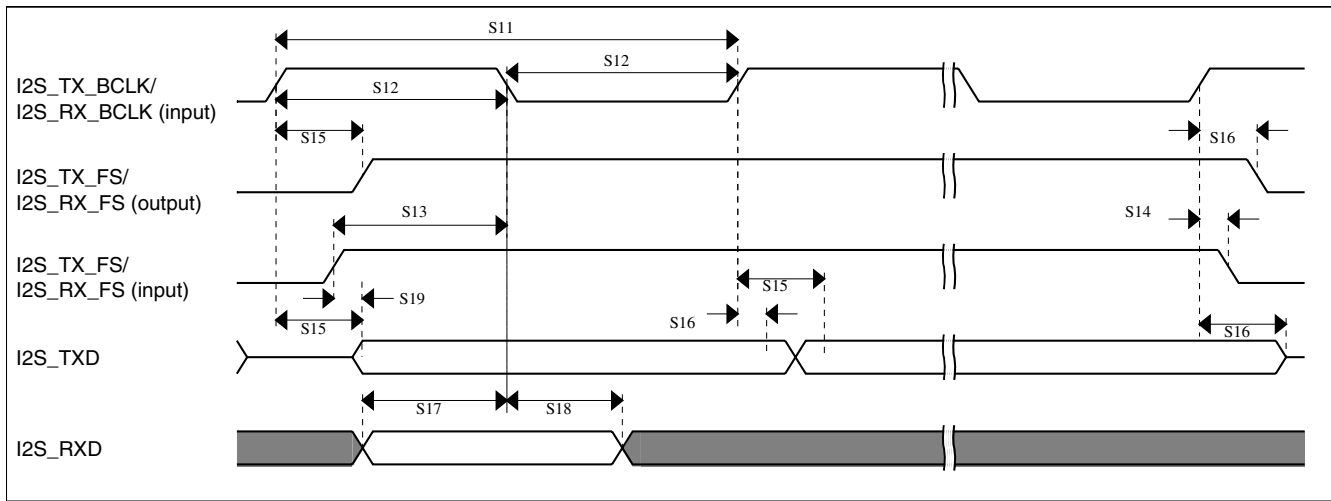 S11
I2S_TX_BCLK/
I2S_RX_BCLK (input)
S12
S12
S15
S16
I2S_TX_FS/
I2S_RX_FS (output)
S13
S14
I2S_TX_FS/
I2S_RX_FS (input)
S15
S19
S16
S15
S16
I2S_TXD
S17
S18
I2S_RXD